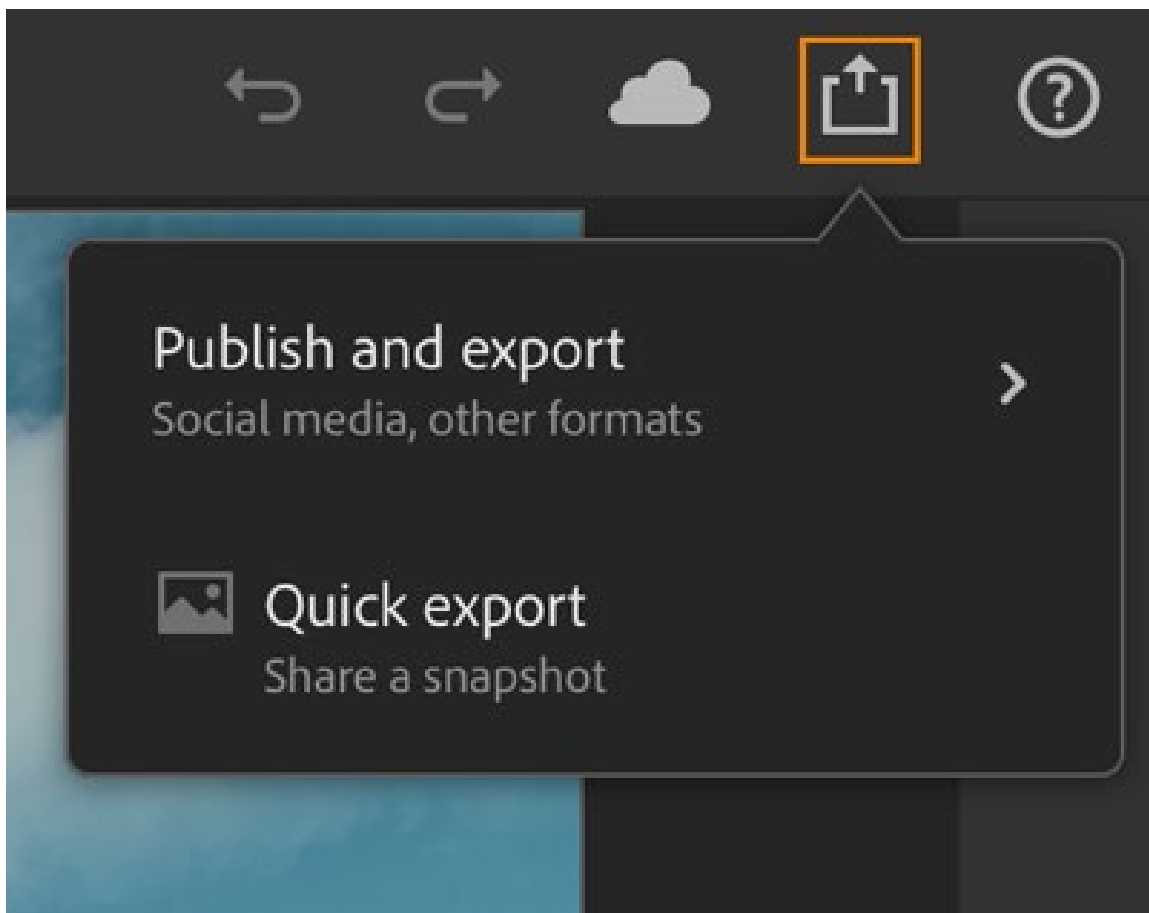 Publish and export
Social media, other formats
Quick export
Share a snapshot